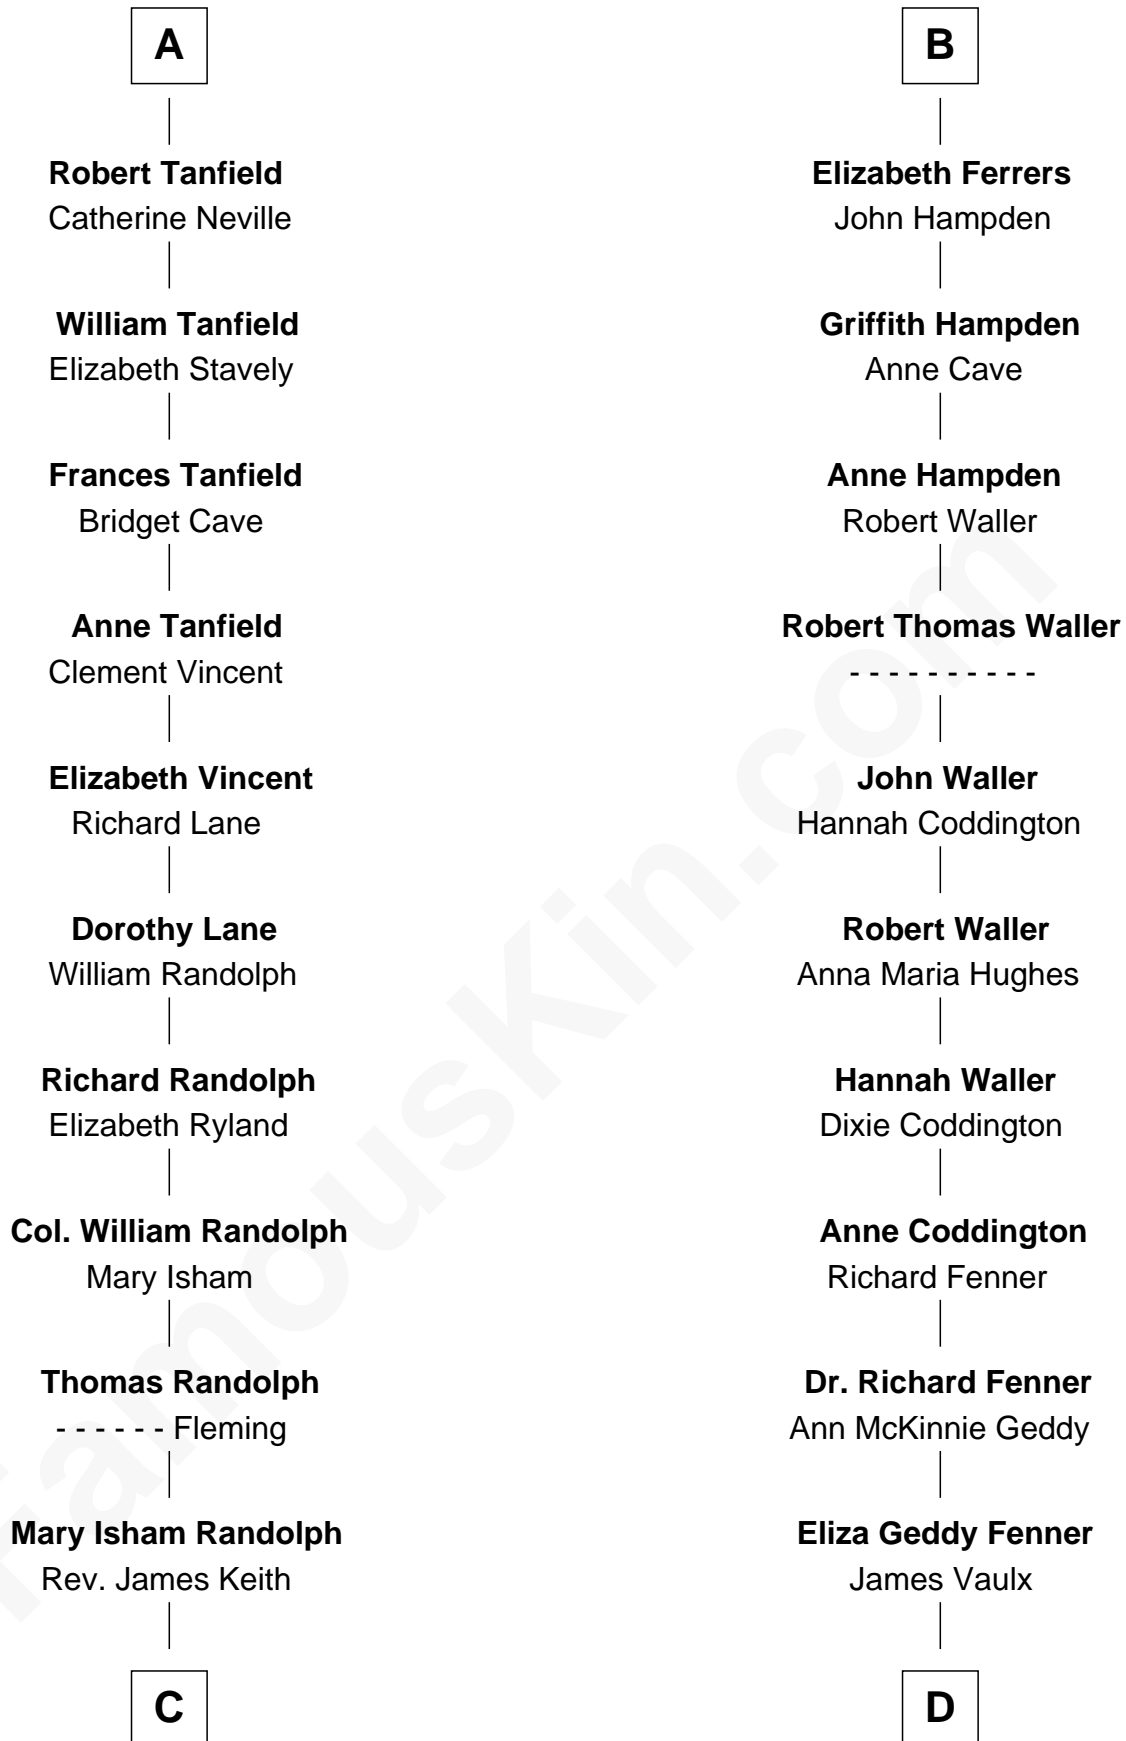 A
Robert Tanfield
Catherine Neville
William Tanfield
Elizabeth Stavely
Frances Tanfield
Bridget Cave
Anne Tanfield
Clement Vincent
Elizabeth Vincent
Richard Lane
Dorothy Lane
William Randolph
Richard Randolph
Elizabeth Ryland
Col. William Randolph
Mary Isham
Thomas Randolph
- - - - - - Fleming
Mary Isham Randolph
Rev. James Keith
C
B
Elizabeth Ferrers
John Hampden
Griffith Hampden
Anne Cave
Anne Hampden
Robert Waller
Robert Thomas Waller
- - - - - - - - - -
John Waller
Hannah Coddington
Robert Waller
Anna Maria Hughes
Hannah Waller
Dixie Coddington
Anne Coddington
Richard Fenner
Dr. Richard Fenner
Ann McKinnie Geddy
Eliza Geddy Fenner
James Vaulx
D
FamousKin.com